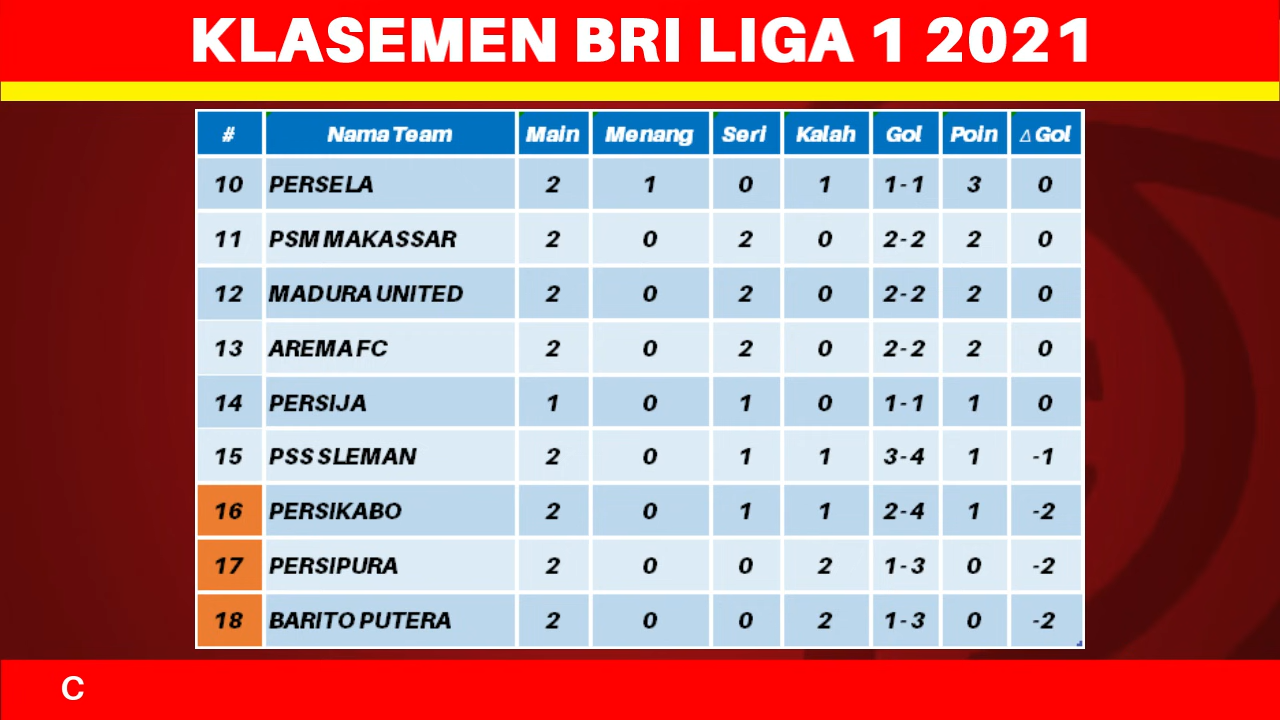 KLASEMEN BRI LIGA 1 2021
# Nama Team Main Menang Seri Kalah Gol Poin △ Gol
10 PERSELA 2 1 0 1 1-1 3 0
11 PSM MAKASSAR 2 0 2 0 2-2 2 0
12 MADURA UNITED 2 0 2 0 2-2 2 0
13 AREMA FC 2 0 2 0 2-2 2 0
14 PERSIJA 1 0 1 0 1-1 1 0
15 PSS SLEMAN 2 0 1 1 3-4 1 -1
16 PERSIKABO 2 0 1 1 2-4 1 -2
17 PERSIPURA 2 0 0 2 1-3 0 -2
18 BARITO PUTERA 2 0 0 2 1-3 0 -2
C